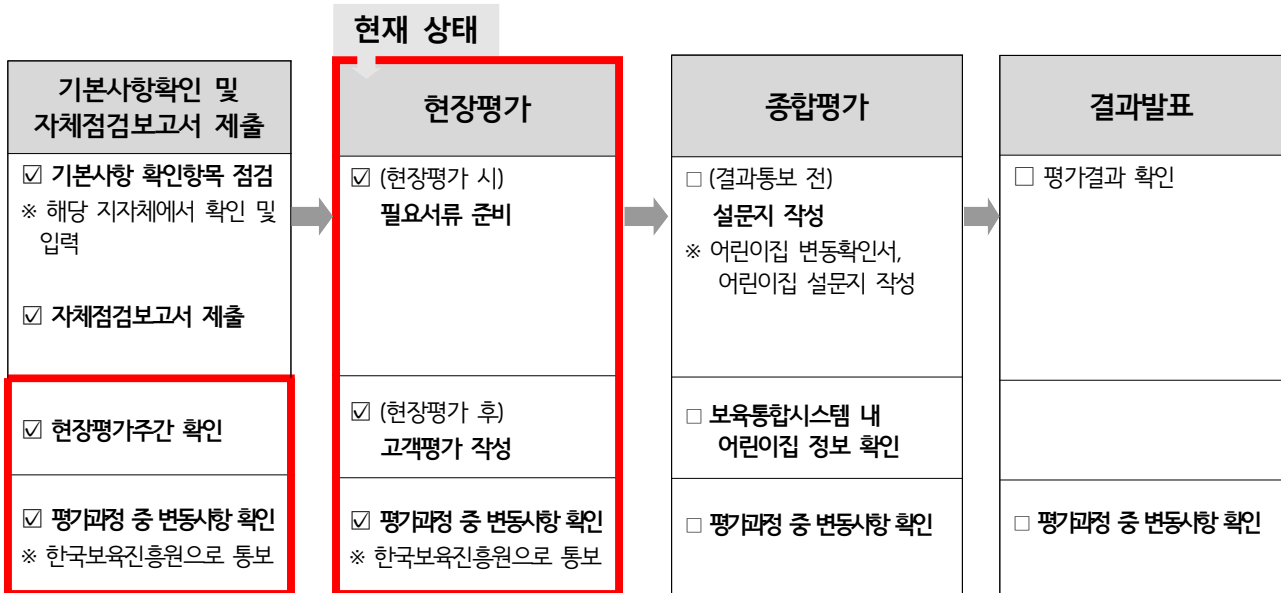 현재 상태
기본사항확인 및
자체점검보고서 제출
☑ 기본사항 확인항목 점검
※ 해당 지자체에서 확인 및
입력
☑ 자체점검보고서 제출
☑ 현장평가주간 확인
☑ 평가과정 중 변동사항 확인
※ 한국보육진흥원으로 통보
현장평가
☑ (현장평가 시)
필요서류 준비
☑ (현장평가 후)
고객평가 작성
☑ 평가과정 중 변동사항 확인
※ 한국보육진흥원으로 통보
종합평가
□ (결과통보 전)
설문지 작성
※ 어린이집 변동확인서,
어린이집 설문지 작성
□ 보육통합시스템 내
어린이집 정보 확인
□ 평가과정 중 변동사항 확인
결과발표
□ 평가결과 확인
□ 평가과정 중 변동사항 확인